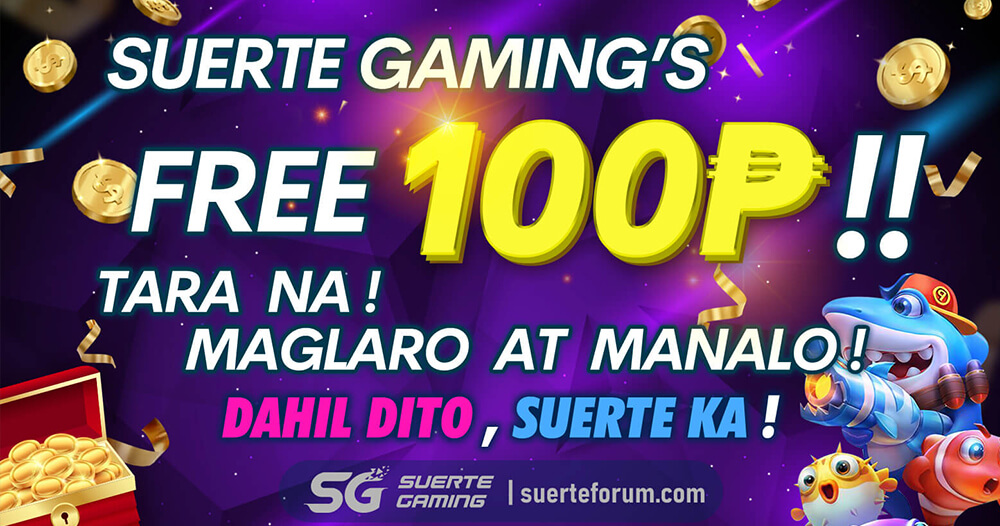 SUERTE GAMING'S
FREE 100₱!!
TARA NA!
MAGLARO AT MANALO!
DAHIL DITO, SUERTE KA!
SG SUERTE GAMING | suerteforum.com